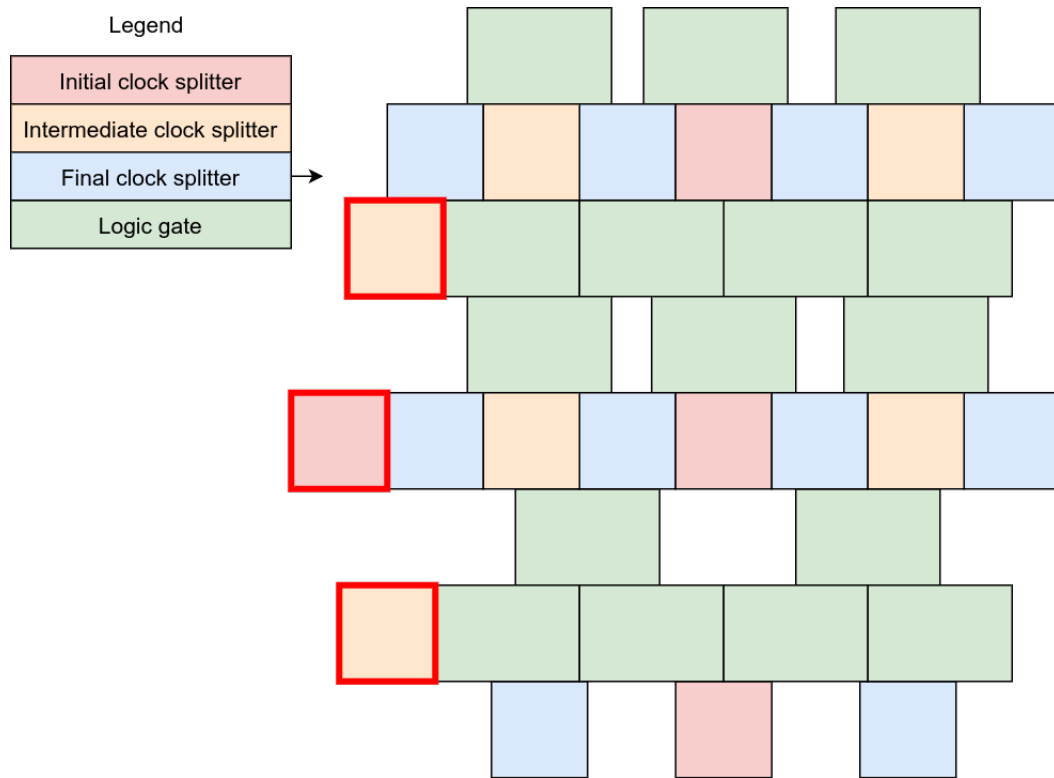 Legend
Initial clock splitter
Intermediate clock splitter
Final clock splitter
Logic gate